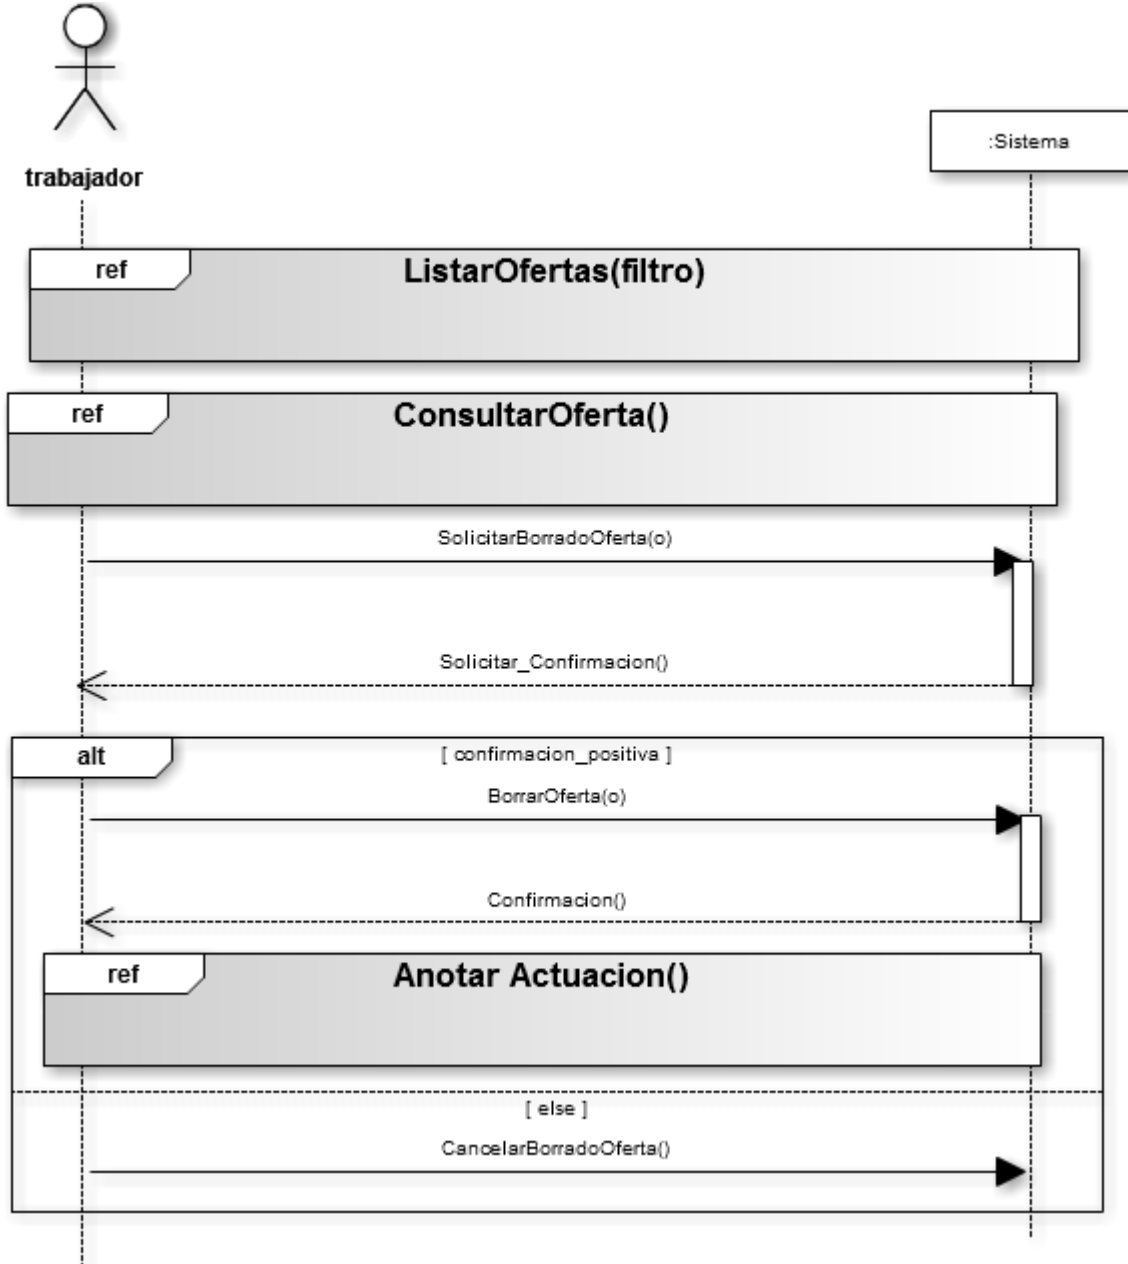 trabajador
:Sistema
ref
ListarOfertas(filtro)
ref
ConsultarOferta()
SolicitarBorradoOferta(o)
Solicitar_Confirmacion()
alt
[ confirmacion_positiva ]
BorrarOferta(o)
Confirmacion()
ref
Anotar Actuacion()
[ else ]
CancelarBorradoOferta()